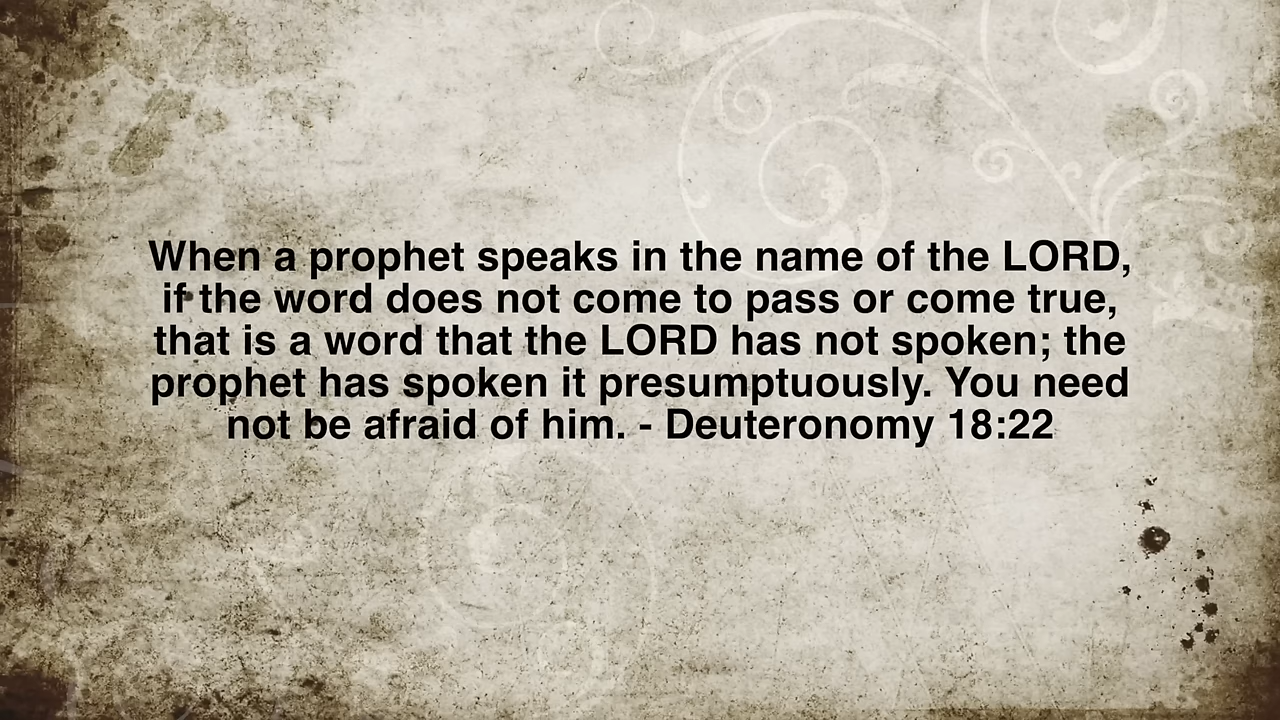 When a prophet speaks in the name of the LORD,
if the word does not come to pass or come true,
that is a word that the LORD has not spoken; the
prophet has spoken it presumptuously. You need
not be afraid of him. - Deuteronomy 18:22